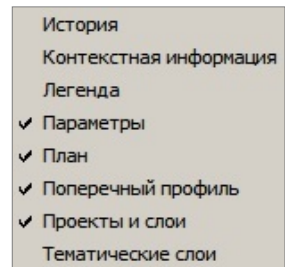 История
Контекстная информация
Легенда
Параметры
План
Поперечный профиль
Проекты и слои
Тематические слои